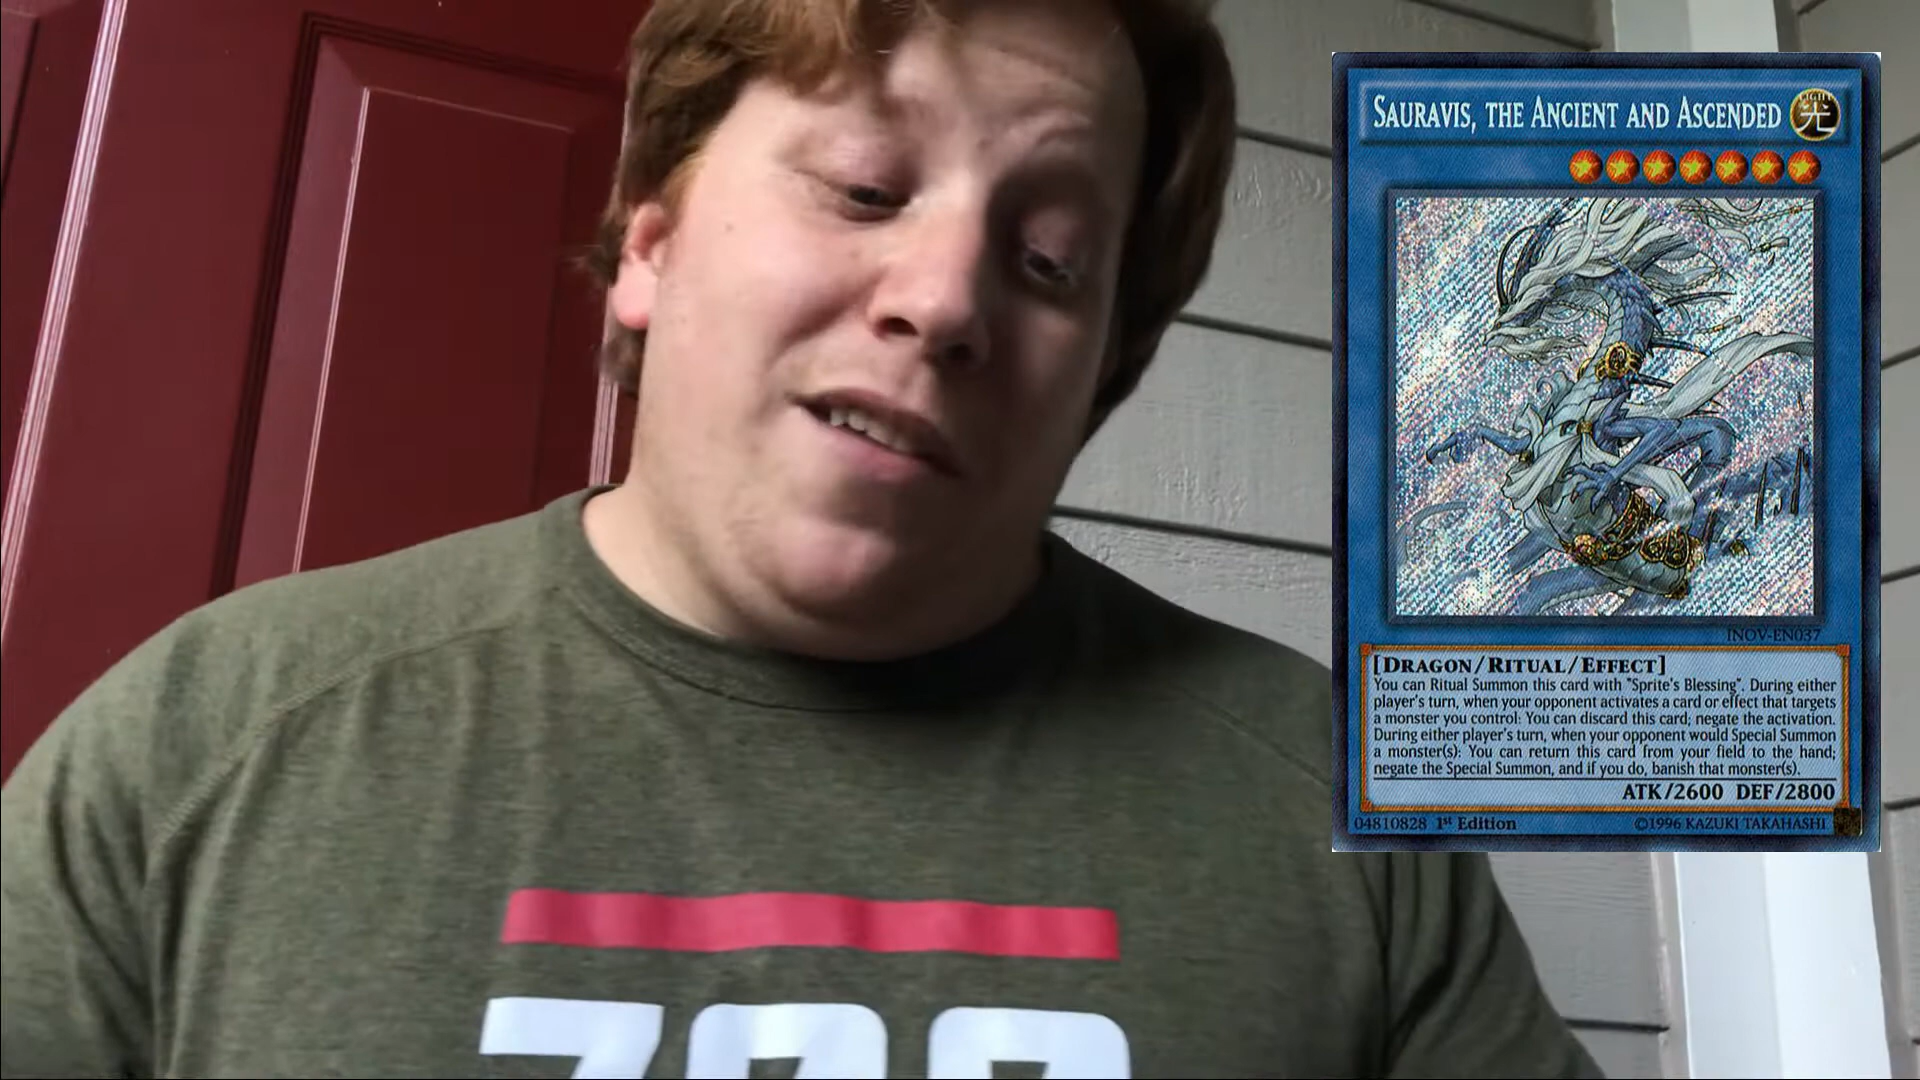 SAURAVIS, THE ANCIENT AND ASCENDED
LIGHT
光
INOV-EN037
[DRAGON/RITUAL/EFFECT]
You can Ritual Summon this card with "Sprite's Blessing". During either
player's turn, when your opponent activates a card or effect that targets
a monster you control: You can discard this card; negate the activation.
During either player's turn, when your opponent would Special Summon
a monster(s): You can return this card from your field to the hand;
negate the Special Summon, and if you do, banish that monster(s).
ATK/2600 DEF/2800
04810828 1st Edition
©1996 KAZUKI TAKAHASHI